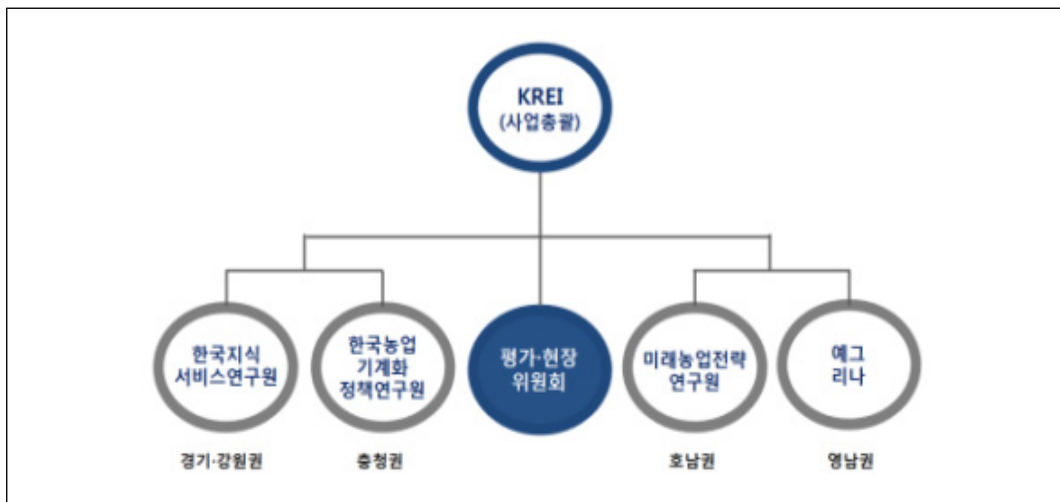 KREI
(사업총괄)
한국지식
서비스연구원
한국농업
기계화
정책연구원
평가·현장
위원회
미래농업전략
연구원
예그
리나
경기·강원권
충청권
호남권
영남권